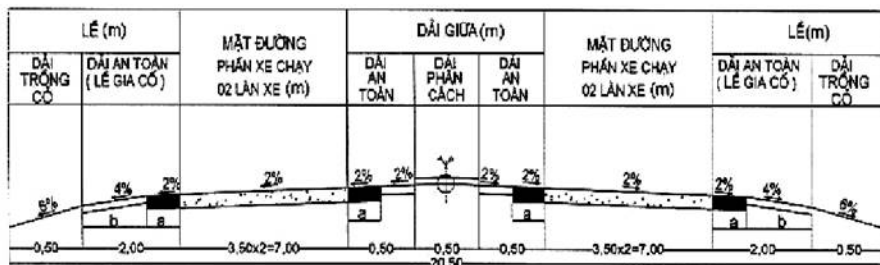 LỀ (m)
MẶT ĐƯỜNG
PHẦN XE CHẠY
02 LÀN XE (m)
DẢI GIỮA (m)
MẶT ĐƯỜNG
PHẦN XE CHẠY
02 LÀN XE (m)
LỀ(m)
DẢI
TRỒNG
CỎ
DẢI AN TOÀN
( LỀ GIA CỐ )
DẢI
AN
TOÀN
DẢI
PHÂN
CÁCH
DẢI
AN
TOÀN
DẢI AN TOÀN
( LỀ GIA CỐ )
DẢI
TRỒNG
CỎ
6% 4% 2% 2% 2% 2% 2% 2% 2% 2% 4% 6%
b a a a a b
0,50 2,00 3,50x2=7,00 0,50 0,50 0,50 3,50x2=7,00 2,00 0.50
20,50